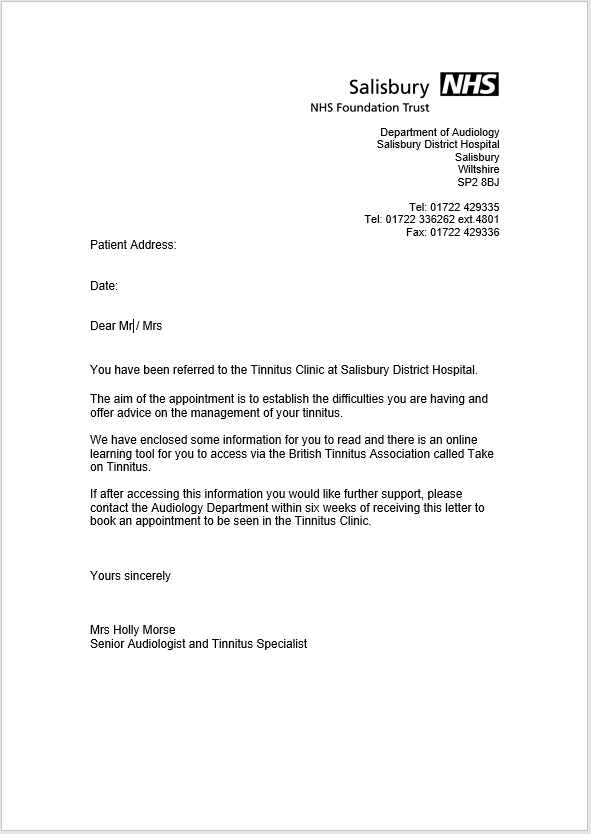 Salisbury NHS
NHS Foundation Trust
Department of Audiology
Salisbury District Hospital
Salisbury
Wiltshire
SP2 8BJ
Tel: 01722 429335
Tel: 01722 336262 ext.4801
Fax: 01722 429336
Patient Address:
Date:
Dear Mr / Mrs
You have been referred to the Tinnitus Clinic at Salisbury District Hospital.
The aim of the appointment is to establish the difficulties you are having and
offer advice on the management of your tinnitus.
We have enclosed some information for you to read and there is an online
learning tool for you to access via the British Tinnitus Association called Take
on Tinnitus.
If after accessing this information you would like further support, please
contact the Audiology Department within six weeks of receiving this letter to
book an appointment to be seen in the Tinnitus Clinic.
Yours sincerely
Mrs Holly Morse
Senior Audiologist and Tinnitus Specialist